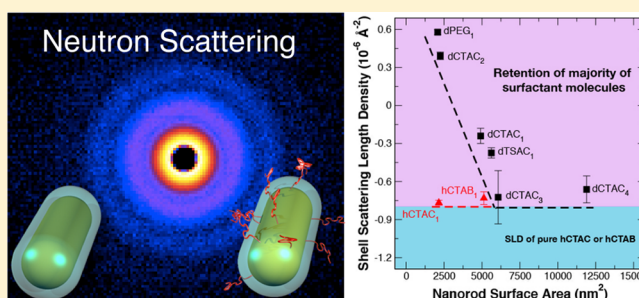 Neutron Scattering
Shell Scattering Length Density (10⁻⁶ Å⁻²)
0.6
0.3
0
-0.3
-0.6
-0.9
dPEG₁
dCTAC₂
Retention of majority of
surfactant molecules
dCTAC₁
dTSAC₁
hCTAB₁
hCTAC₁
dCTAC₃
dCTAC₄
SLD of pure hCTAC or hCTAB
0 2500 5000 7500 10000 12500 15000
Nanorod Surface Area (nm²)